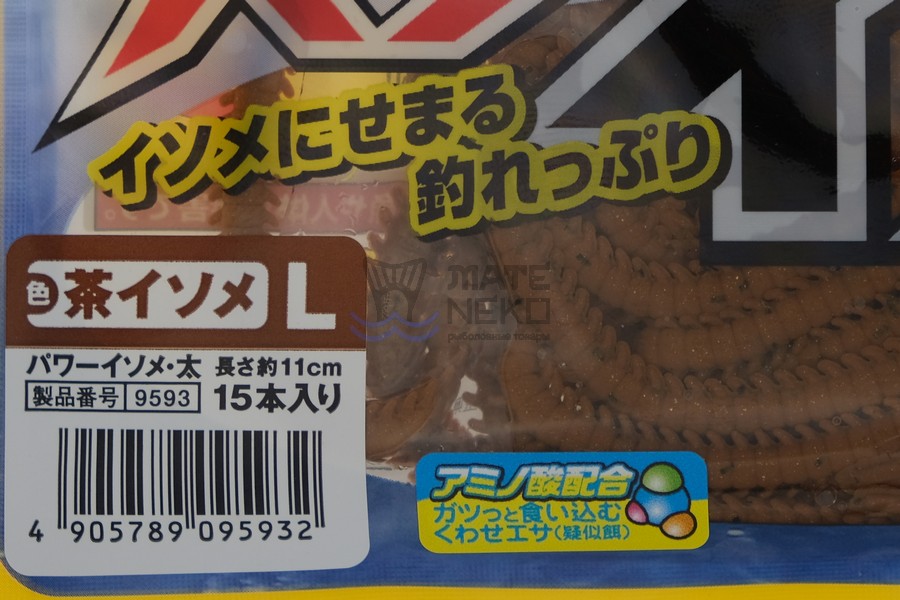 イソメにせまる
釣れっぷり
色 茶イソメ L
MATE
NEKO
рыболовные товары
パワーイソメ・太 長さ約11cm
製品番号 9593 15本入り
4 905789 095932
アミノ酸配合
ガツっと食い込む
くわせエサ(疑似餌)